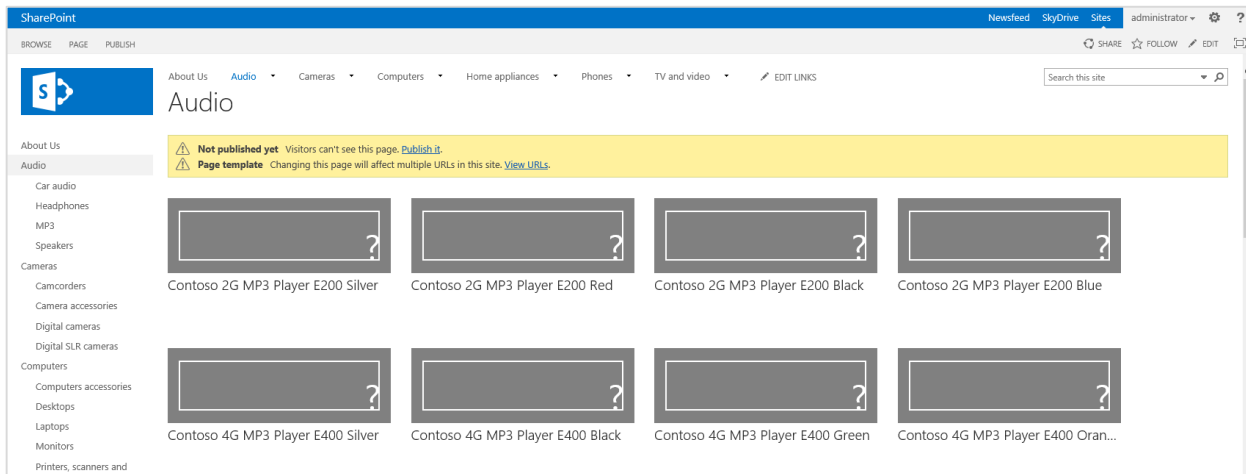 SharePoint
Newsfeed SkyDrive Sites administrator ?
BROWSE PAGE PUBLISH
SHARE FOLLOW EDIT
S
About Us Audio Cameras Computers Home appliances Phones TV and video EDIT LINKS
Search this site
Audio
Not published yet Visitors can't see this page. Publish it.
Page template Changing this page will affect multiple URLs in this site. View URLs.
About Us
Audio
Car audio
Headphones
MP3
Speakers
Cameras
Camcorders
Camera accessories
Digital cameras
Digital SLR cameras
Computers
Computers accessories
Desktops
Laptops
Monitors
Printers, scanners and
? ? ? ?
Contoso 2G MP3 Player E200 Silver Contoso 2G MP3 Player E200 Red Contoso 2G MP3 Player E200 Black Contoso 2G MP3 Player E200 Blue
? ? ? ?
Contoso 4G MP3 Player E400 Silver Contoso 4G MP3 Player E400 Black Contoso 4G MP3 Player E400 Green Contoso 4G MP3 Player E400 Oran...